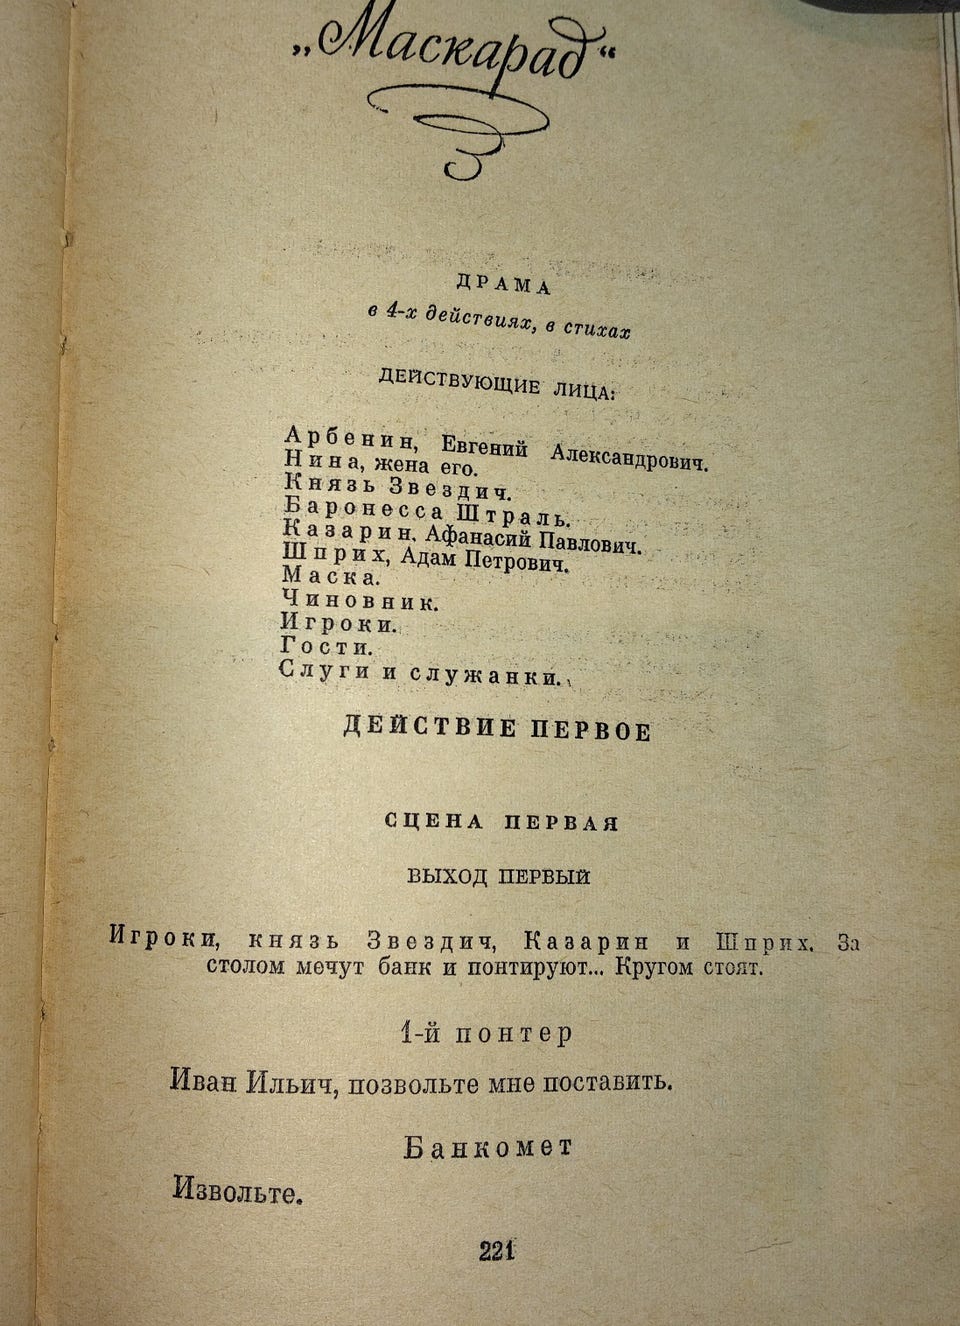 „Маскарад“
ДРАМА
в 4-х действиях, в стихах
ДЕЙСТВУЮЩИЕ ЛИЦА:
Арбенин, Евгений Александрович.
Нина, жена его.
Князь Звездич.
Баронесса Штраль.
Казарин, Афанасий Павлович.
Шприх, Адам Петрович.
Маска.
Чиновник.
Игроки.
Гости.
Слуги и служанки.
ДЕЙСТВИЕ ПЕРВОЕ
СЦЕНА ПЕРВАЯ
ВЫХОД ПЕРВЫЙ
Игроки, князь Звездич, Казарин и Шприх. За
столом мечут банк и понтируют... Кругом стоят.
1-й понтер
Иван Ильич, позвольте мне поставить.
Банкомет
Извольте.
221